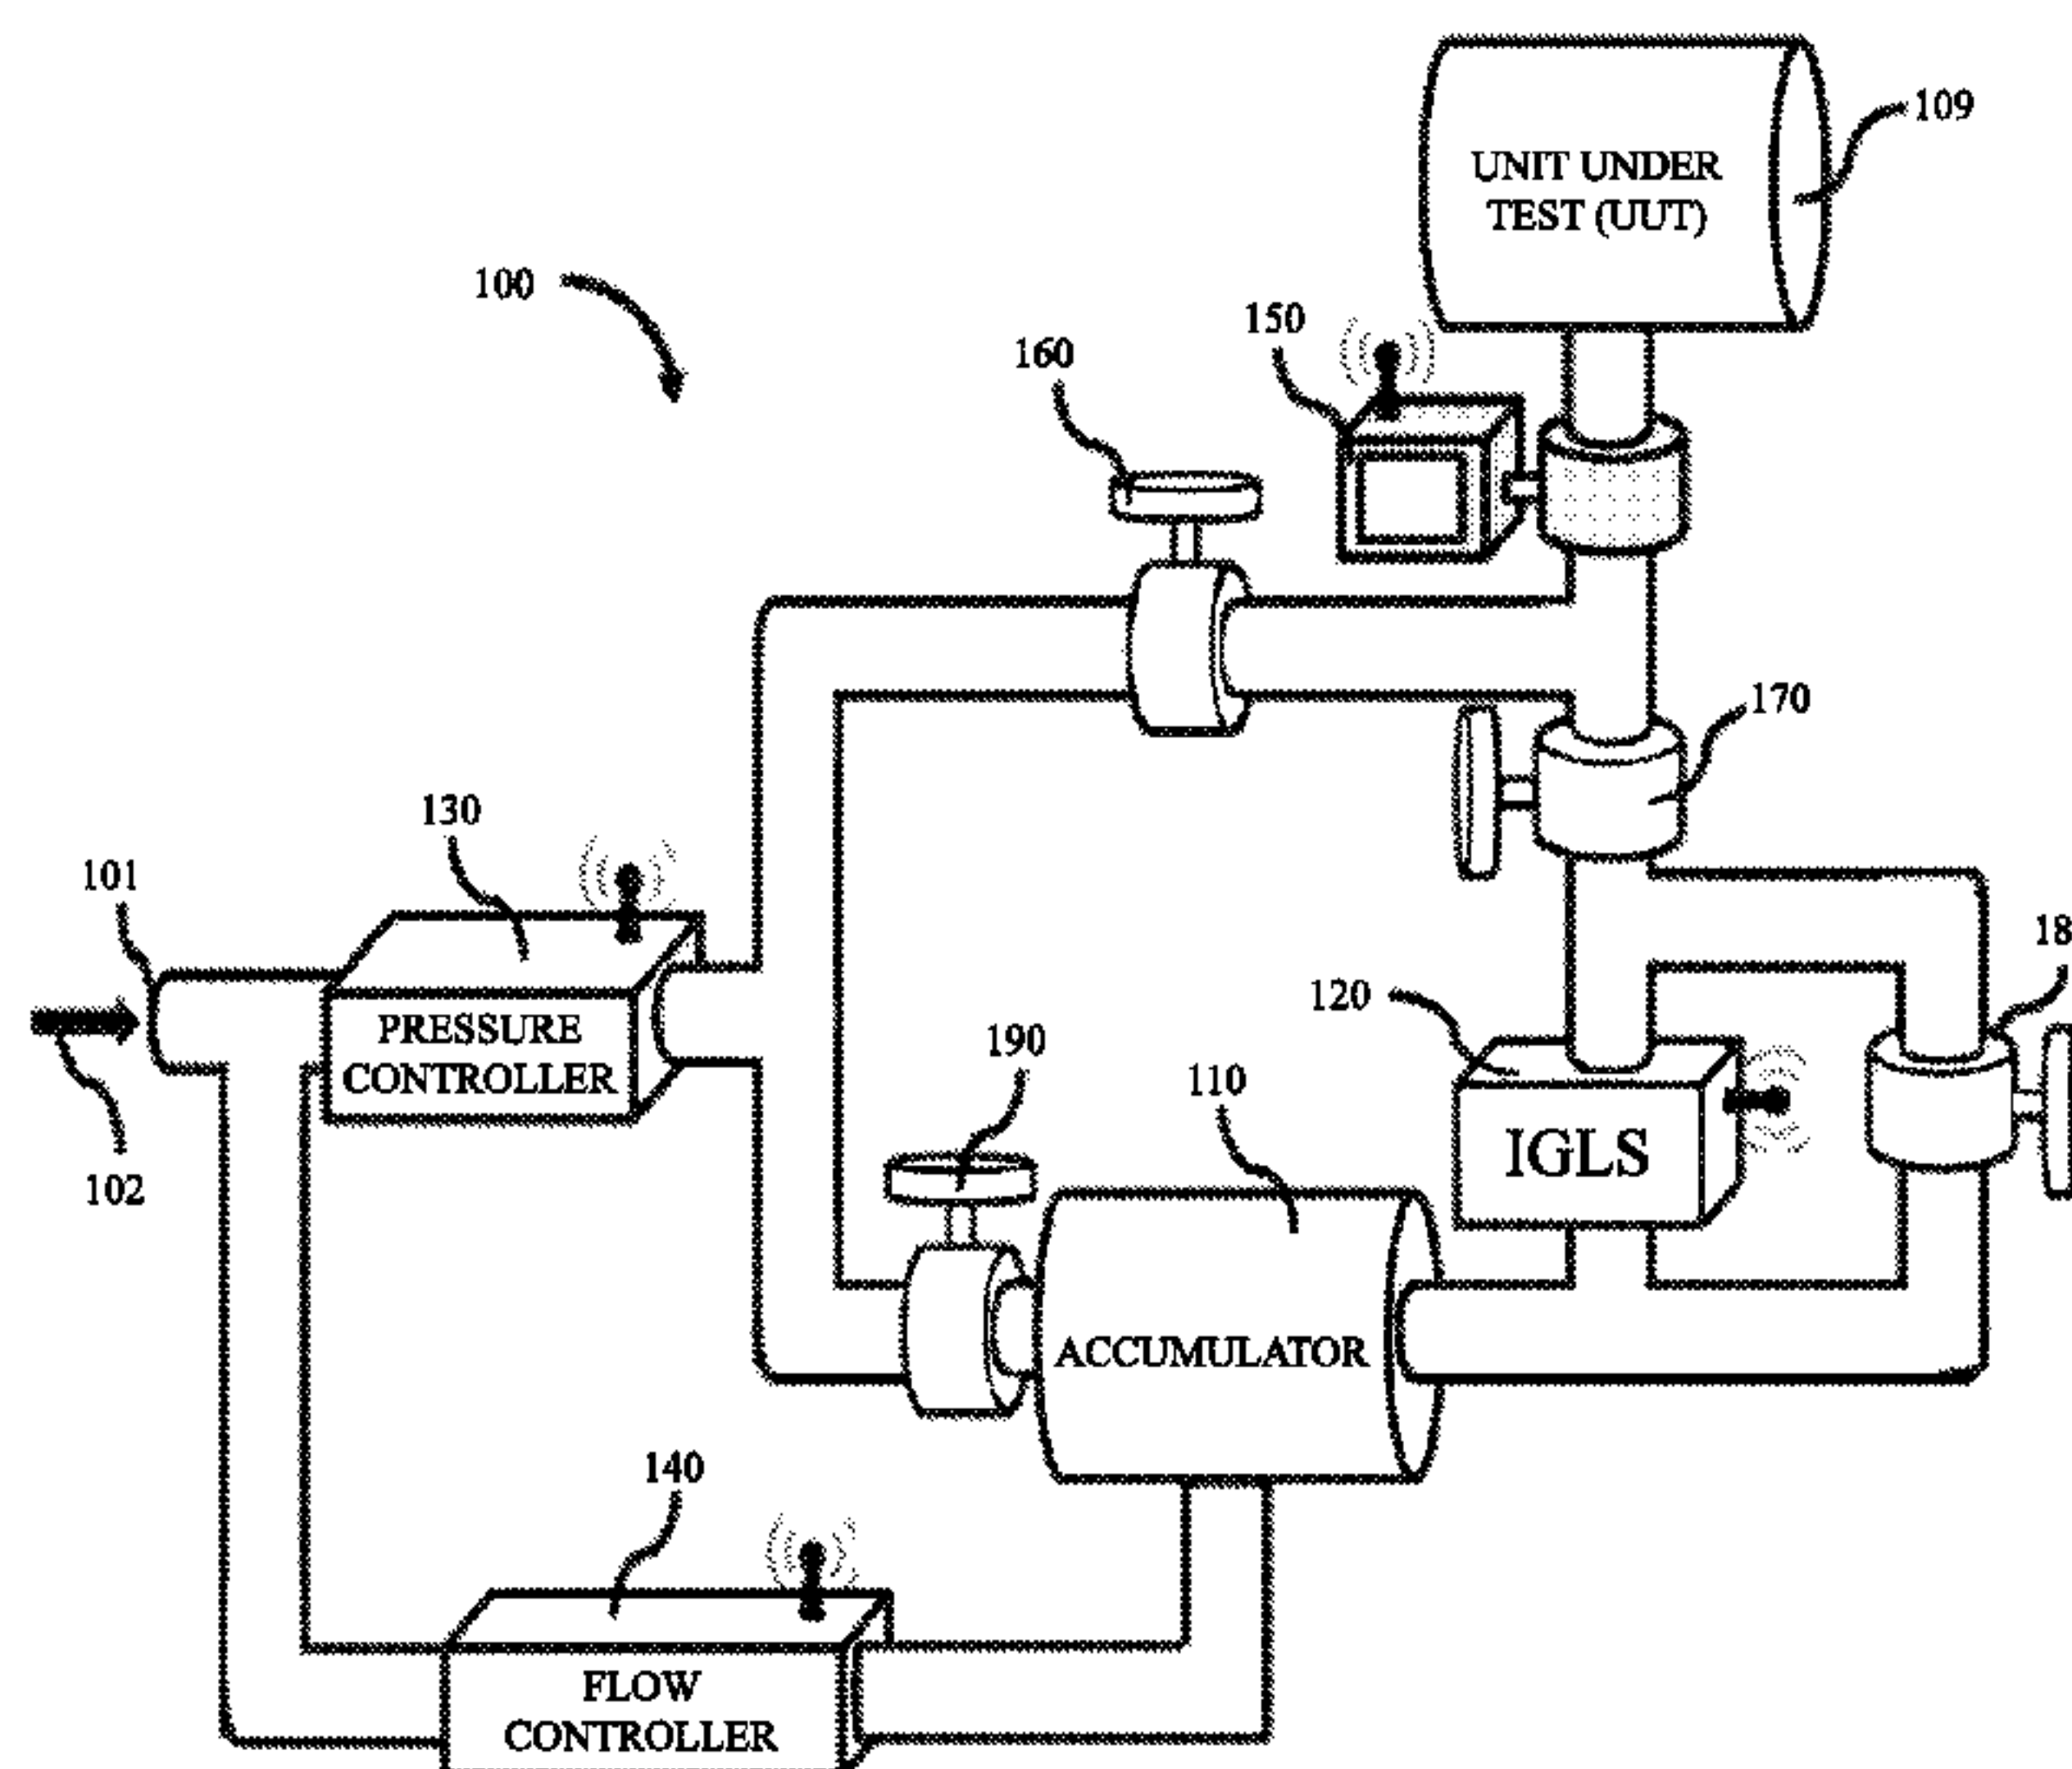 109
UNIT UNDER
TEST (UUT)
100
150
160
170
130
101
18
120
PRESSURE
CONTROLLER
190
110
102
IGLS
ACCUMULATOR
140
FLOW
CONTROLLER